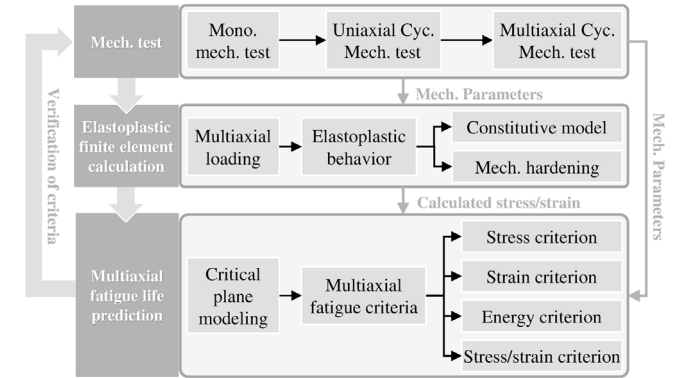 Mech. test
Mono.
mech. test
Uniaxial Cyc.
Mech. test
Multiaxial Cyc.
Mech. test
Mech. Parameters
Elastoplastic
finite element
calculation
Multiaxial
loading
Elastoplastic
behavior
Constitutive model
Mech. hardening
Calculated stress/strain
Multiaxial
fatigue life
prediction
Critical
plane
modeling
Multiaxial
fatigue criteria
Stress criterion
Strain criterion
Energy criterion
Stress/strain criterion
Verification of criteria
Mech. Parameters